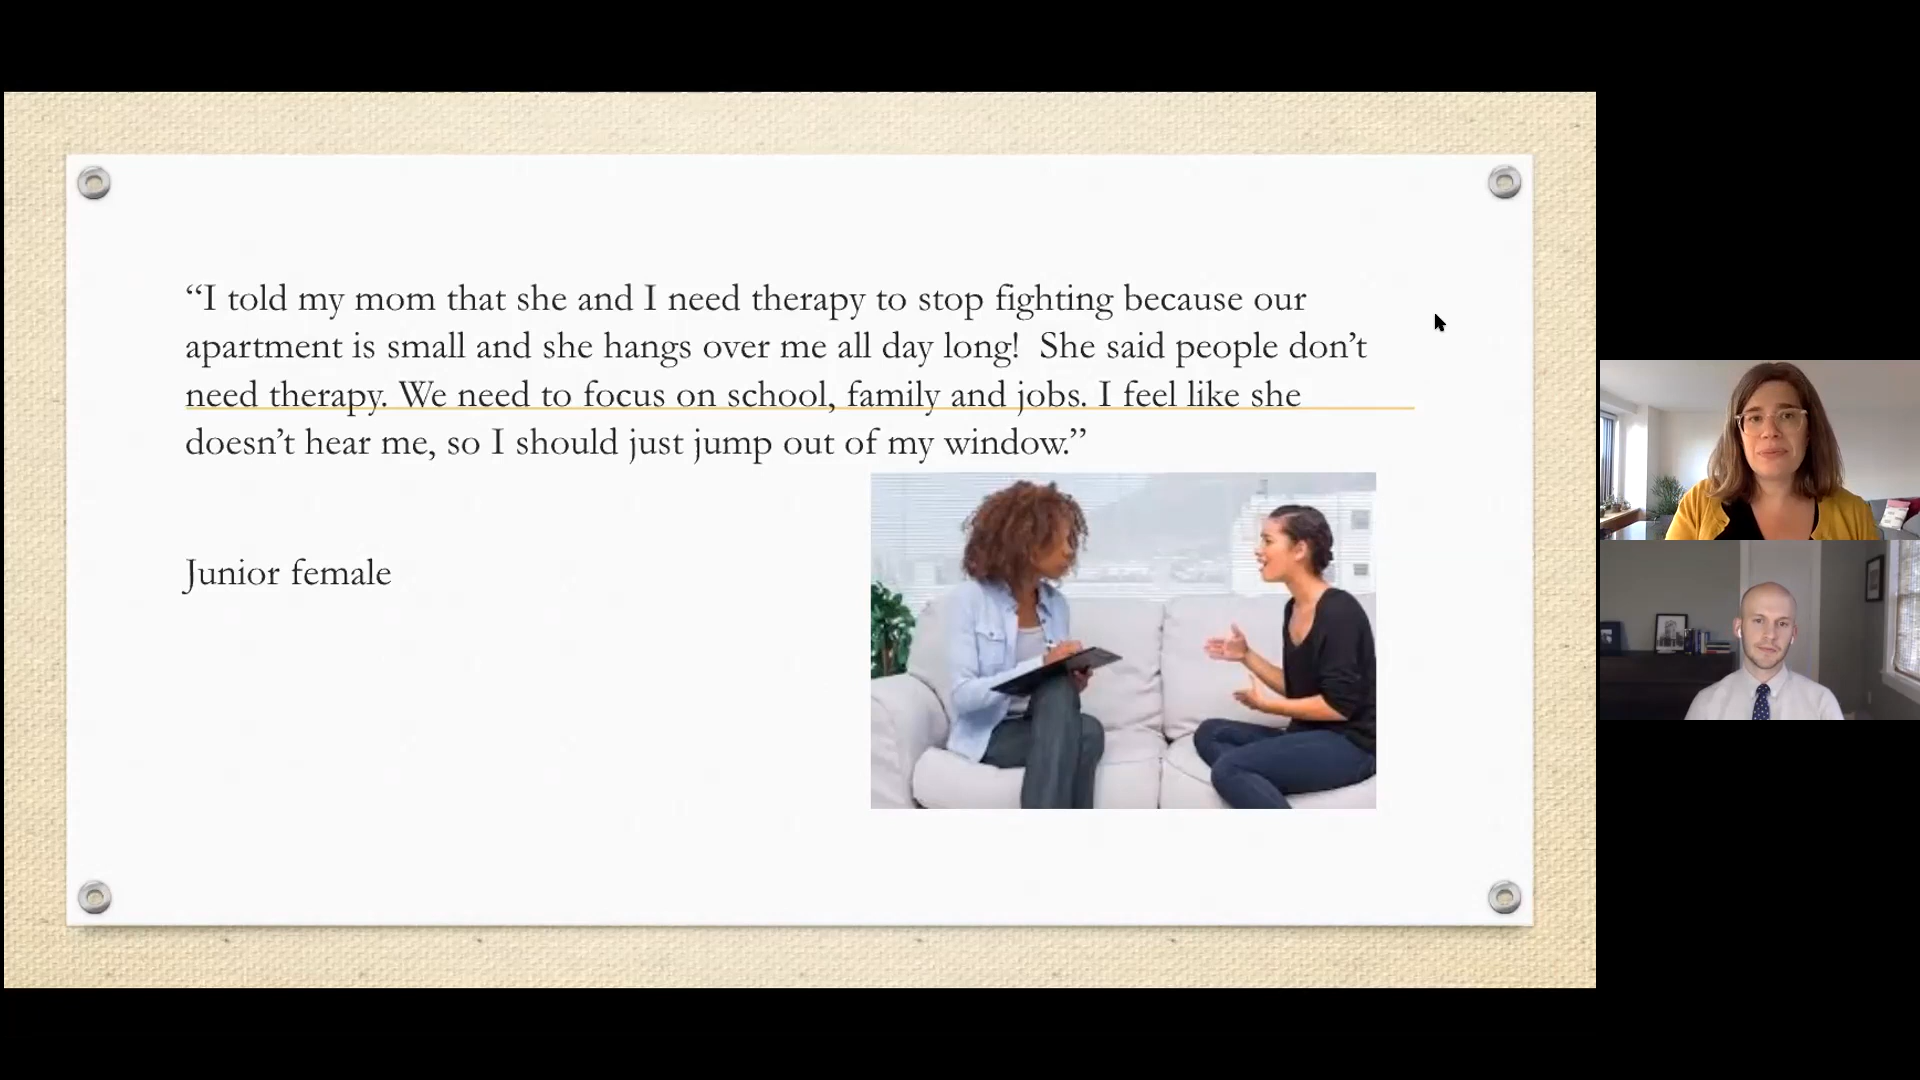 “I told my mom that she and I need therapy to stop fighting because our
apartment is small and she hangs over me all day long!  She said people don’t
need therapy. We need to focus on school, family and jobs. I feel like she
doesn’t hear me, so I should just jump out of my window.”
Junior female